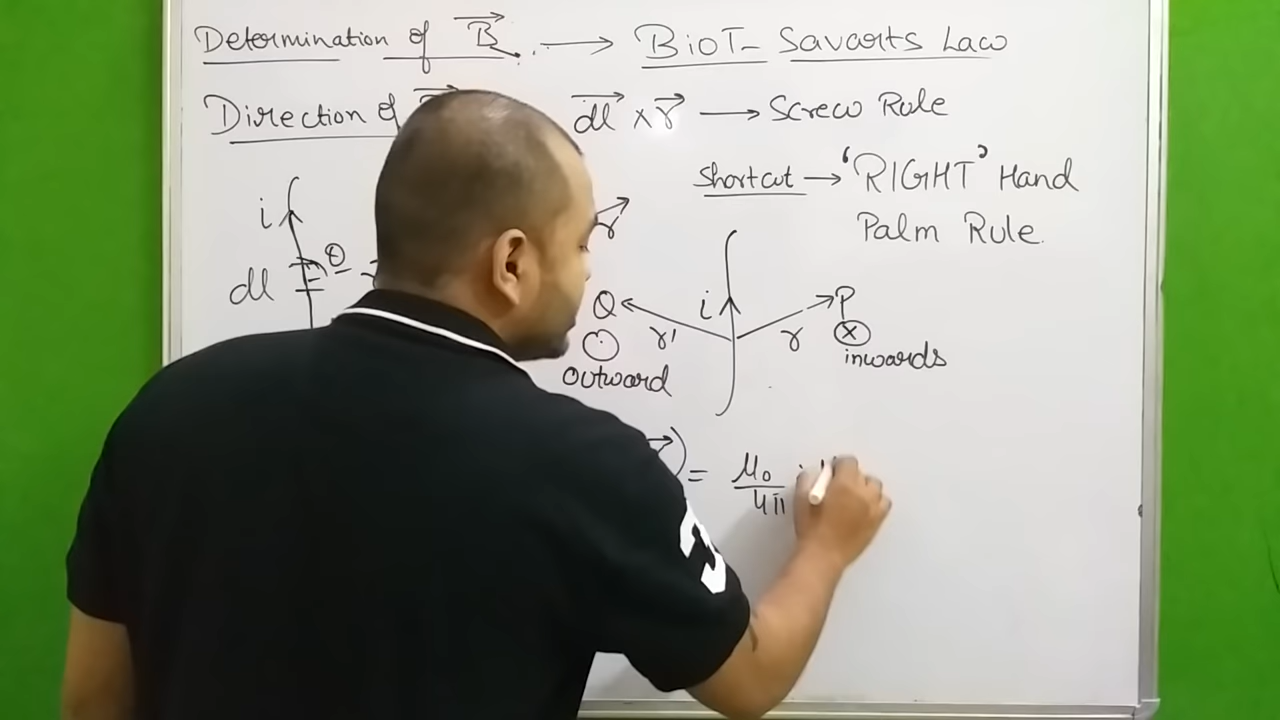 Determination of B → BIOT- Savarts Law
Direction of dl × r → Screw Rule
Shortcut → 'RIGHT' Hand
Palm Rule.
i
dl θ
r
Q r' i r P
outward
inwards
= μ₀/4π i
3